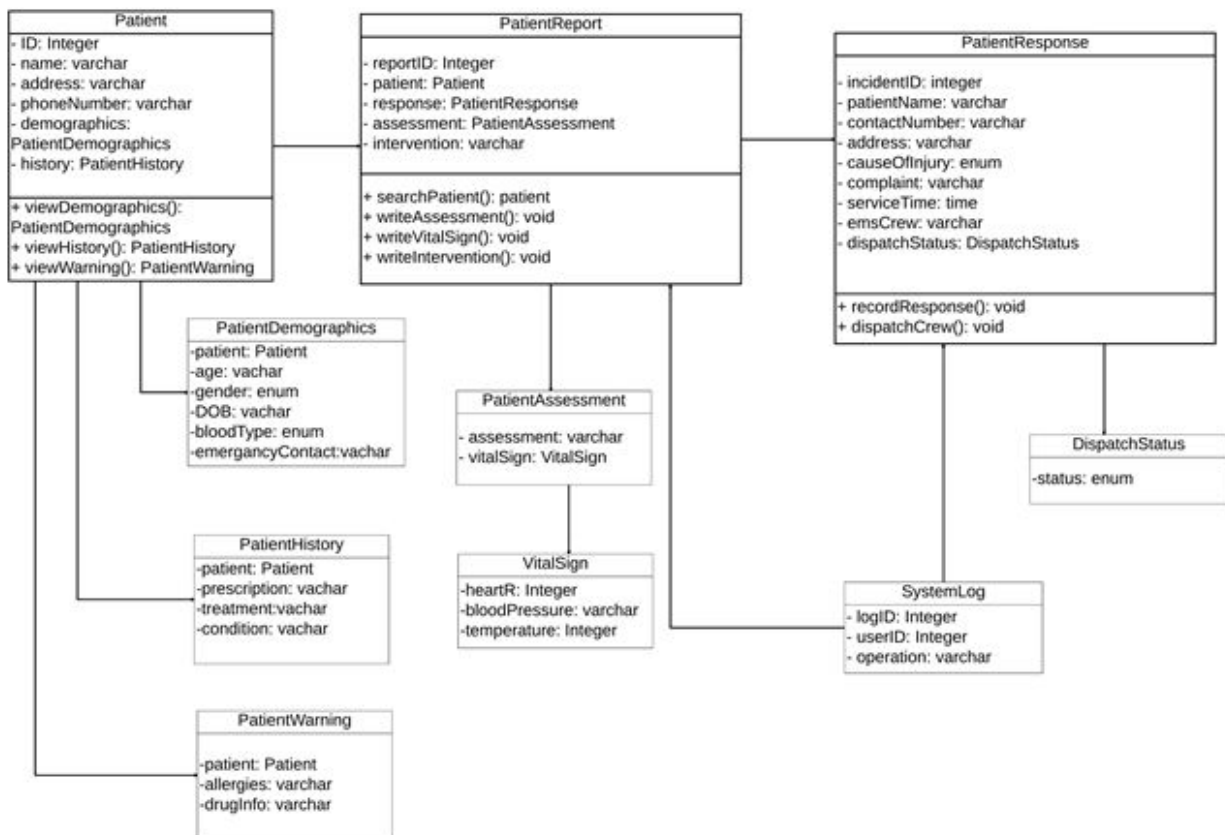 Patient
- ID: Integer
- name: varchar
- address: varchar
- phoneNumber: varchar
- demographics:
PatientDemographics
- history: PatientHistory
+ viewDemographics():
PatientDemographics
+ viewHistory(): PatientHistory
+ viewWarning(): PatientWarning
PatientReport
- reportID: Integer
- patient: Patient
- response: PatientResponse
- assessment: PatientAssessment
- intervention: varchar
+ searchPatient(): patient
+ writeAssessment(): void
+ writeVitalSign(): void
+ writeIntervention(): void
PatientResponse
- incidentID: integer
- patientName: varchar
- contactNumber: varchar
- address: varchar
- causeOfInjury: enum
- complaint: varchar
- serviceTime: time
- emsCrew: varchar
- dispatchStatus: DispatchStatus
+ recordResponse(): void
+ dispatchCrew(): void
PatientDemographics
-patient: Patient
-age: vachar
-gender: enum
-DOB: vachar
-bloodType: enum
-emergancyContact:vachar
PatientAssessment
- assessment: varchar
- vitalSign: VitalSign
DispatchStatus
-status: enum
PatientHistory
-patient: Patient
-prescription: vachar
-treatment:vachar
-condition: vachar
VitalSign
-heartR: Integer
-bloodPressure: varchar
-temperature: Integer
SystemLog
- logID: Integer
- userID: Integer
- operation: varchar
PatientWarning
-patient: Patient
-allergies: varchar
-drugInfo: varchar